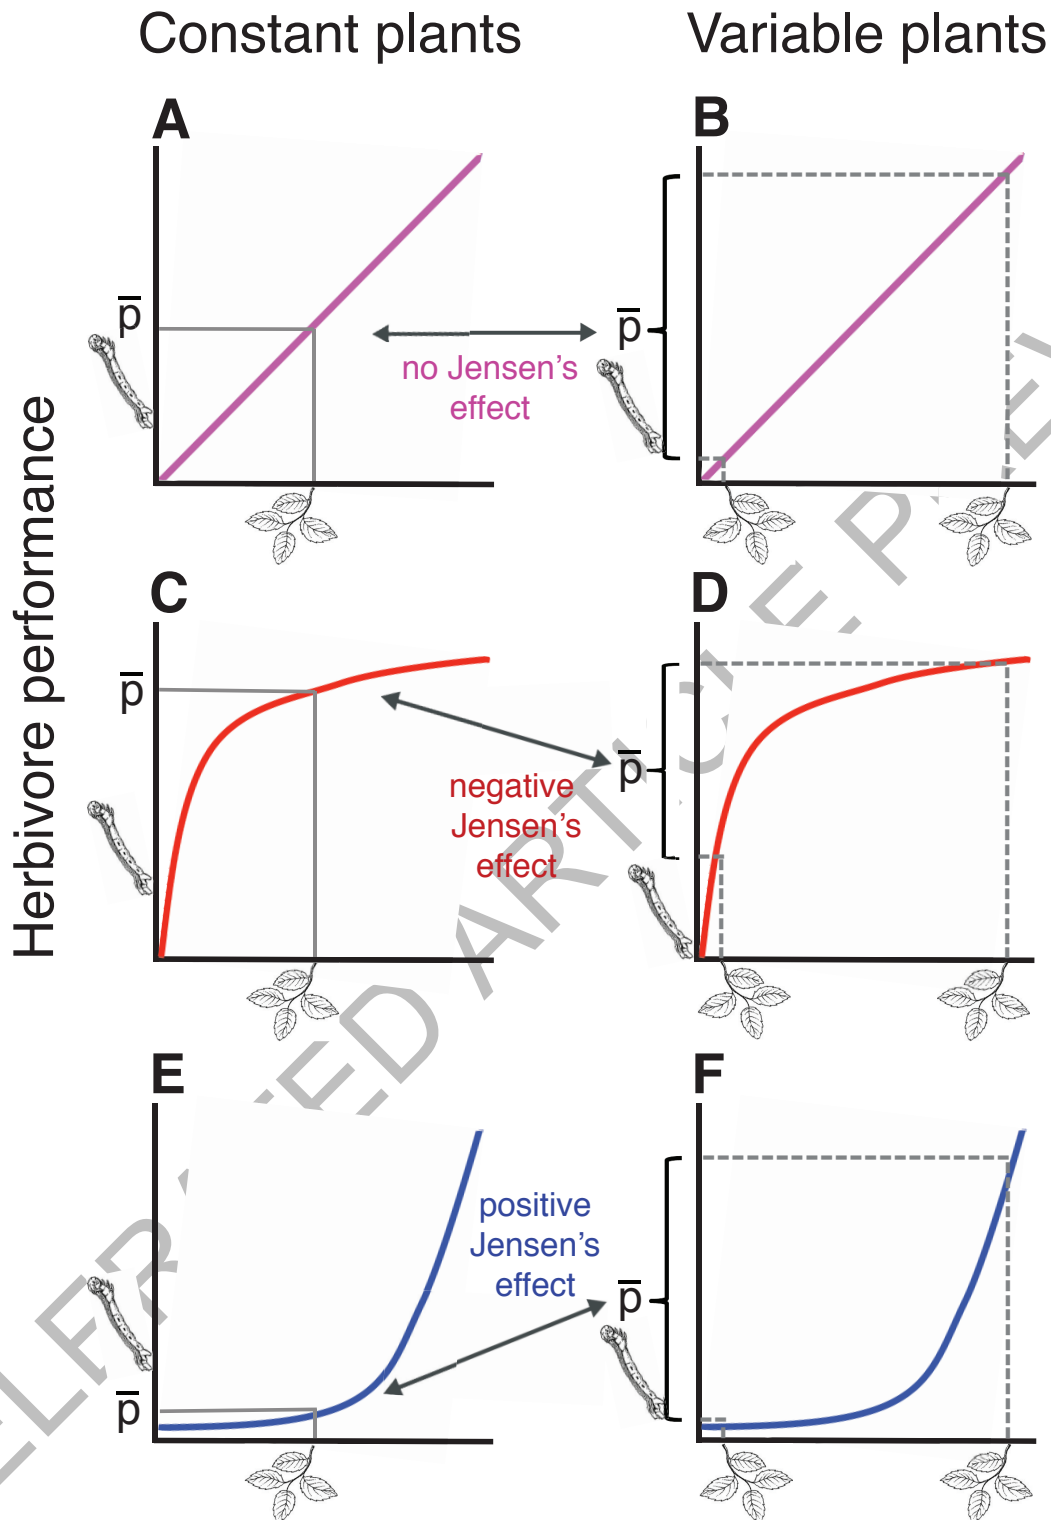 Constant plants
Variable plants
A
B
p̄
p̄
no Jensen's
effect
Herbivore performance
C
D
p̄
p̄
negative
Jensen's
effect
E
F
positive
Jensen's
effect
p̄
p̄